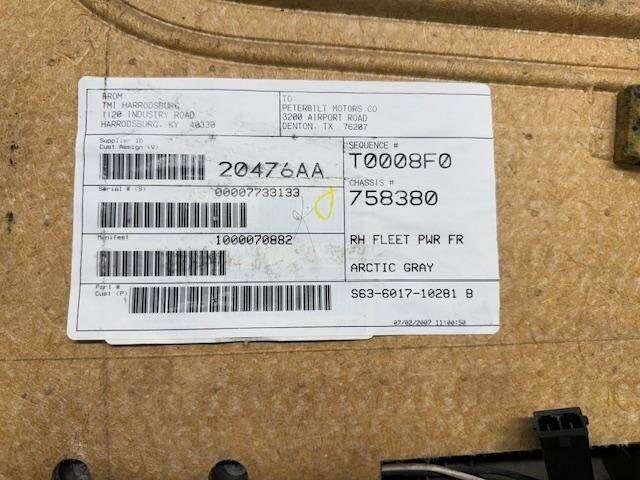 FROM
TMI HARRODSBURG
1120 INDUSTRY ROAD
HARRODSBURG, KY 40330
TO
PETERBILT MOTORS CO
3200 AIRPORT ROAD
DENTON, TX 76207
Supplier ID
Cust Assign (V)
20476AA
Serial # (S)
00007733133
Manifest
1000070882
Part #
Cust (P)
SEQUENCE #
T0008F0
CHASSIS #
758380
RH FLEET PWR FR
ARCTIC GRAY
S63-6017-10281 B
07/02/2007 11:00:50